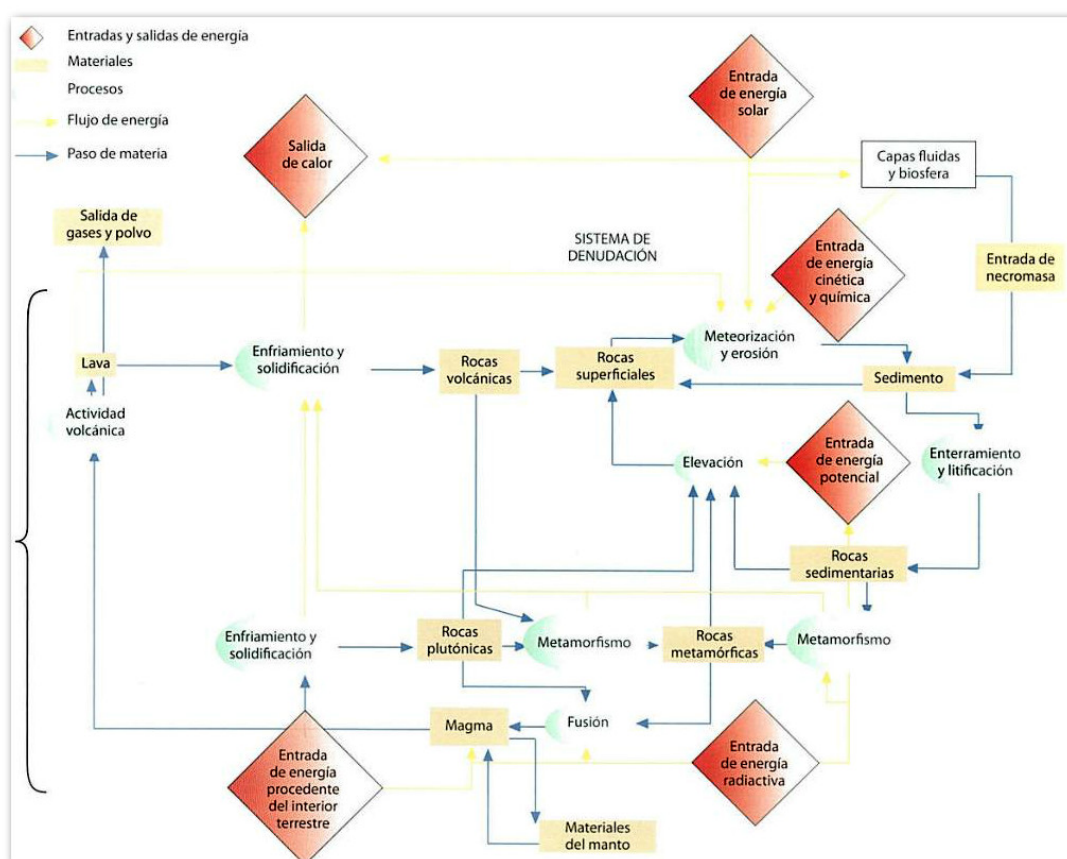 Entradas y salidas de energía
Materiales
Procesos
Flujo de energía
Paso de materia
Entrada
de energía
solar
Salida
de calor
Capas fluidas
y biosfera
Salida de
gases y polvo
SISTEMA DE
DENUDACIÓN
Entrada
de energía
cinética
y química
Entrada de
necromasa
Lava
Enfriamiento y
solidificación
Rocas
volcánicas
Rocas
superficiales
Meteorización
y erosión
Sedimento
Actividad
volcánica
Elevación
Entrada
de energía
potencial
Enterramiento
y litificación
Rocas
sedimentarias
Enfriamiento y
solidificación
Rocas
plutónicas
Metamorfismo
Rocas
metamórficas
Metamorfismo
Magma
Fusión
Entrada
de energía
procedente
del interior
terrestre
Entrada
de energía
radiactiva
Materiales
del manto